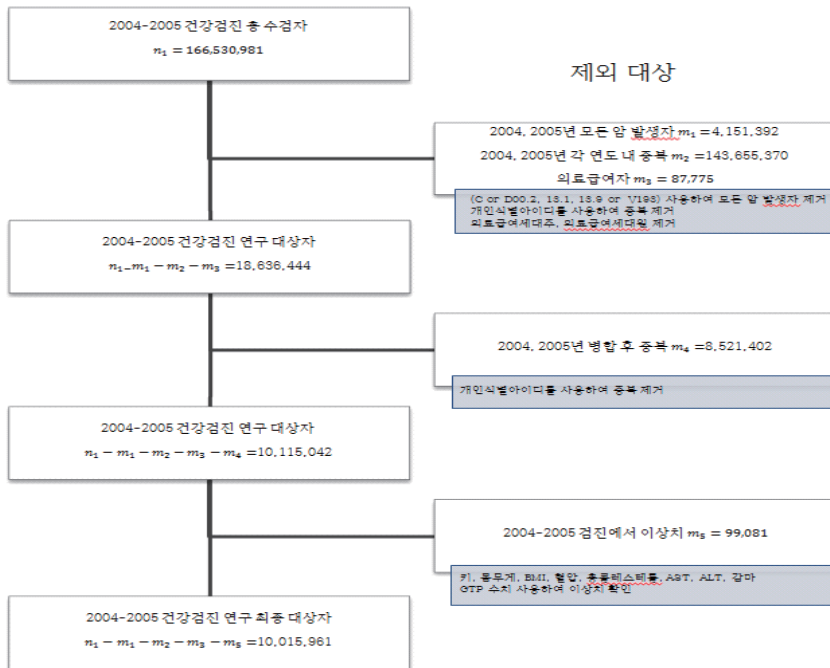 2004-2005 건강검진 총 수검자
n₁ = 166,530,981
제외 대상
2004, 2005년 모든 암 발생자 m₁ =4,151,392
2004, 2005년 각 연도 내 중복 m₂ =143,655,370
의료급여자 m₃ = 87,775
(C or D00.2, 13.1, 13.9 or V193) 사용하여 모든 암 발생자 제거
개인식별아이디를 사용하여 중복 제거
의료급여세대주, 의료급여세대원 제거
2004-2005 건강검진 연구 대상자
n₁₋m₁ − m₂ − m₃ =18,636,444
2004, 2005년 병합 후 중복 m₄ =8,521,402
개인식별아이디를 사용하여 중복 제거
2004-2005 건강검진 연구 대상자
n₁ − m₁ − m₂ − m₃ − m₄ =10,115,042
2004-2005 검진에서 이상치 m₅ = 99,081
키, 몸무게, BMI, 혈압, 총콜레스테롤, AST, ALT, 감마
GTP 수치 사용하여 이상치 확인
2004-2005 건강검진 연구 최종 대상자
n₁ − m₁ − m₂ − m₃ − m₅ =10,015,961